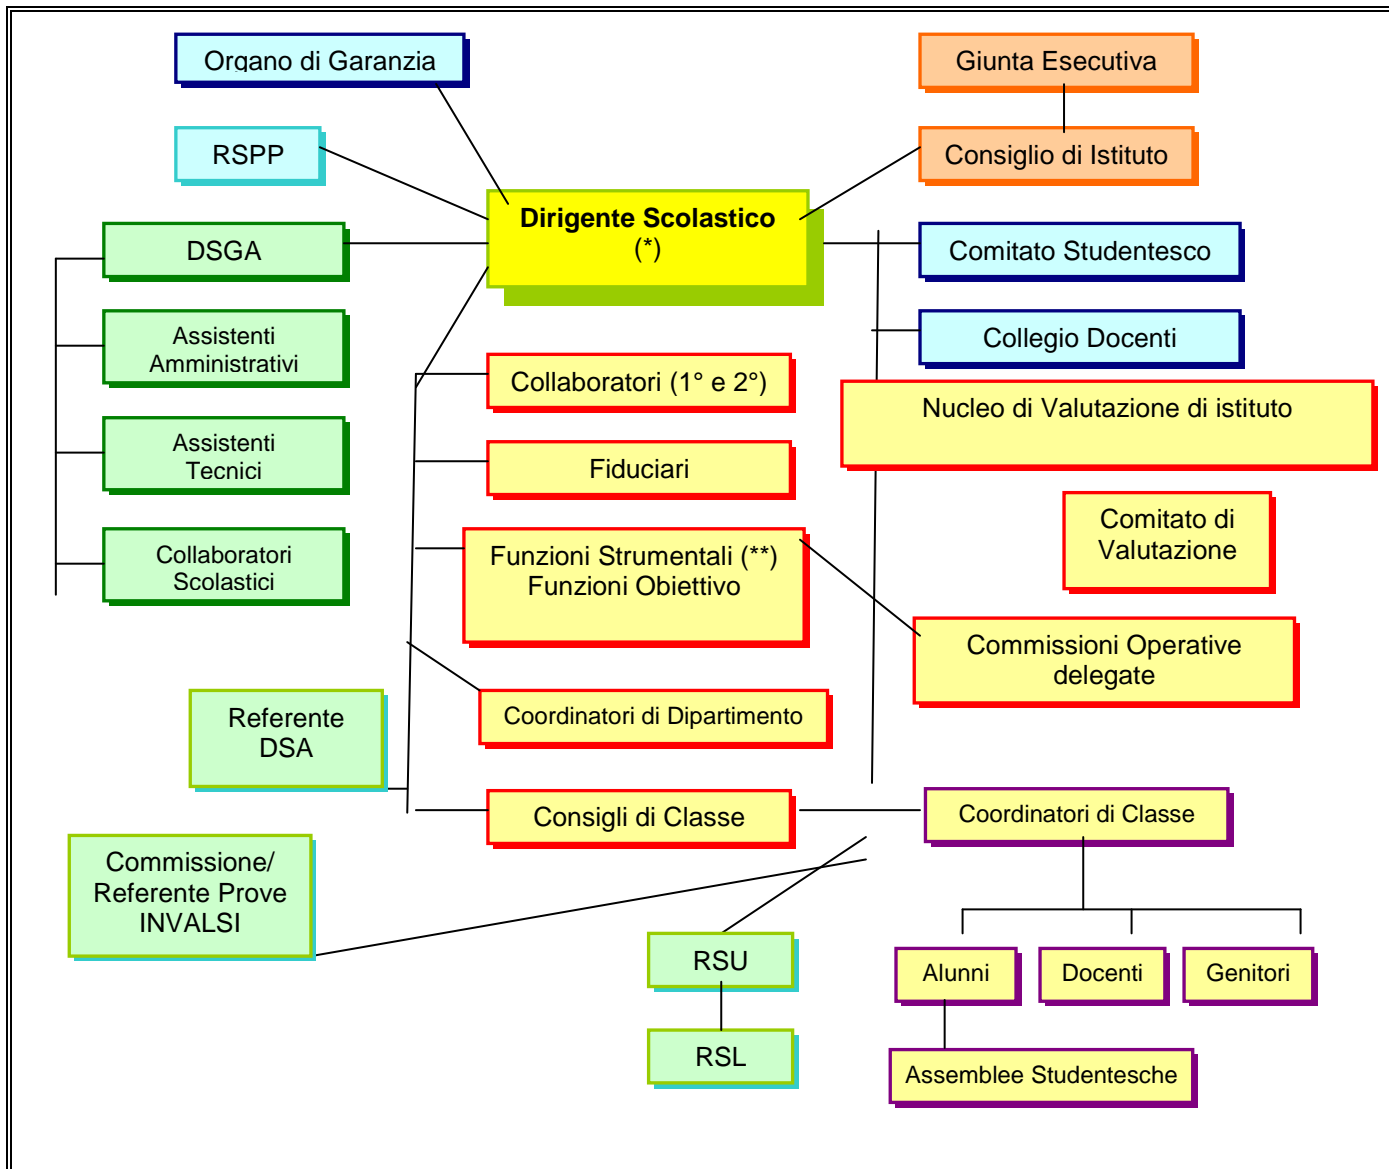 Organo di Garanzia
Giunta Esecutiva
RSPP
Consiglio di Istituto
Dirigente Scolastico
(*)
DSGA
Comitato Studentesco
Assistenti
Amministrativi
Collegio Docenti
Collaboratori (1° e 2°)
Nucleo di Valutazione di istituto
Assistenti
Tecnici
Fiduciari
Comitato di
Valutazione
Collaboratori
Scolastici
Funzioni Strumentali (**)
Funzioni Obiettivo
Commissioni Operative
delegate
Referente
DSA
Coordinatori di Dipartimento
Consigli di Classe
Coordinatori di Classe
Commissione/
Referente Prove
INVALSI
RSU
Alunni
Docenti
Genitori
RSL
Assemblee Studentesche